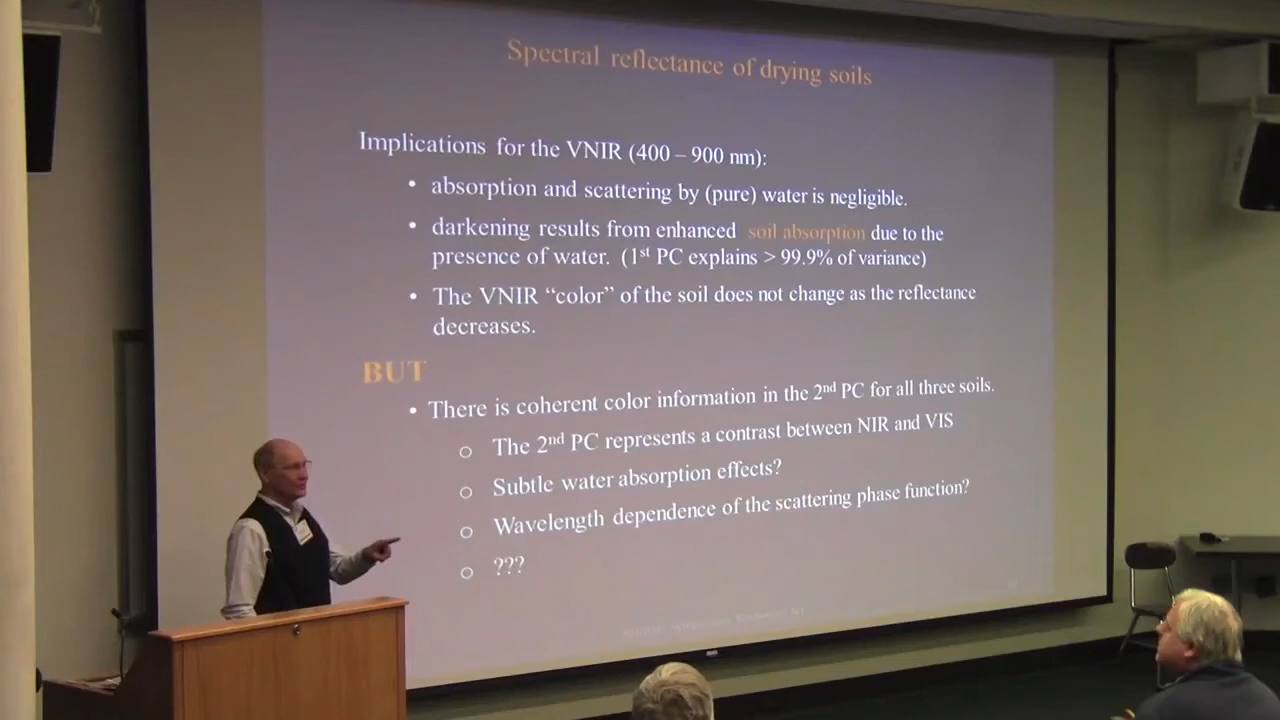 Spectral reflectance of drying soils
Implications for the VNIR (400 – 900 nm):
• absorption and scattering by (pure) water is negligible.
• darkening results from enhanced soil absorption due to the
presence of water. (1st PC explains > 99.9% of variance)
• The VNIR “color” of the soil does not change as the reflectance
decreases.
BUT
• There is coherent color information in the 2nd PC for all three soils.
o The 2nd PC represents a contrast between NIR and VIS
o Subtle water absorption effects?
o Wavelength dependence of the scattering phase function?
o ???